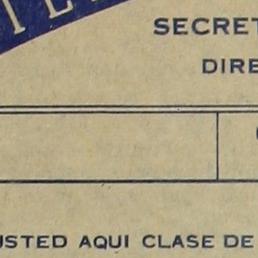 SECRET
DIRE
USTED AQUI CLASE DE